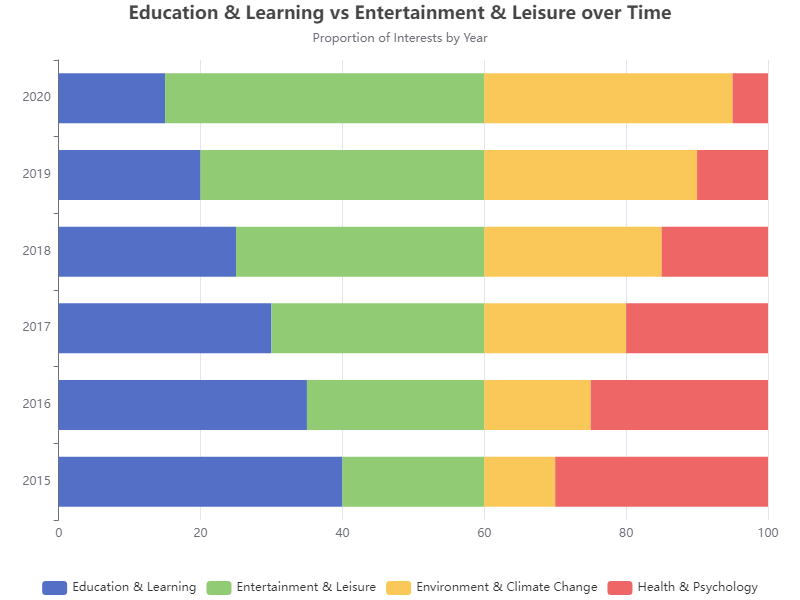 Education & Learning vs Entertainment & Leisure over Time
Proportion of Interests by Year
2020
2019
2018
2017
2016
2015
0 20 40 60 80 100
Education & Learning Entertainment & Leisure Environment & Climate Change Health & Psychology